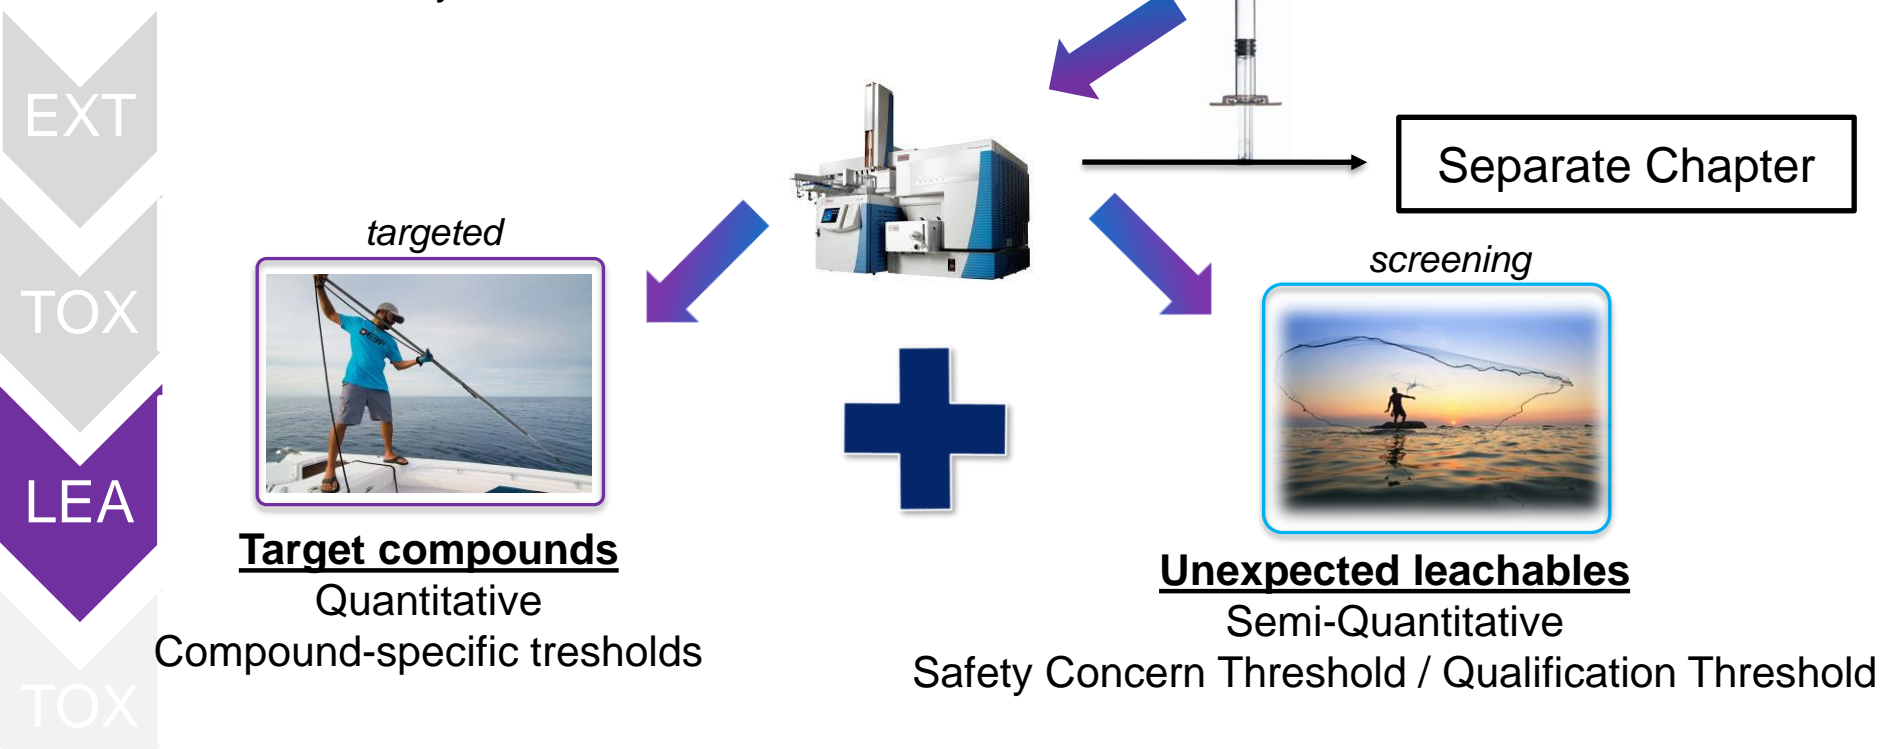 EXT
TOX
LEA
TOX
Separate Chapter
targeted
screening
DEEP
Target compounds
Quantitative
Compound-specific tresholds
Unexpected leachables
Semi-Quantitative
Safety Concern Threshold / Qualification Threshold